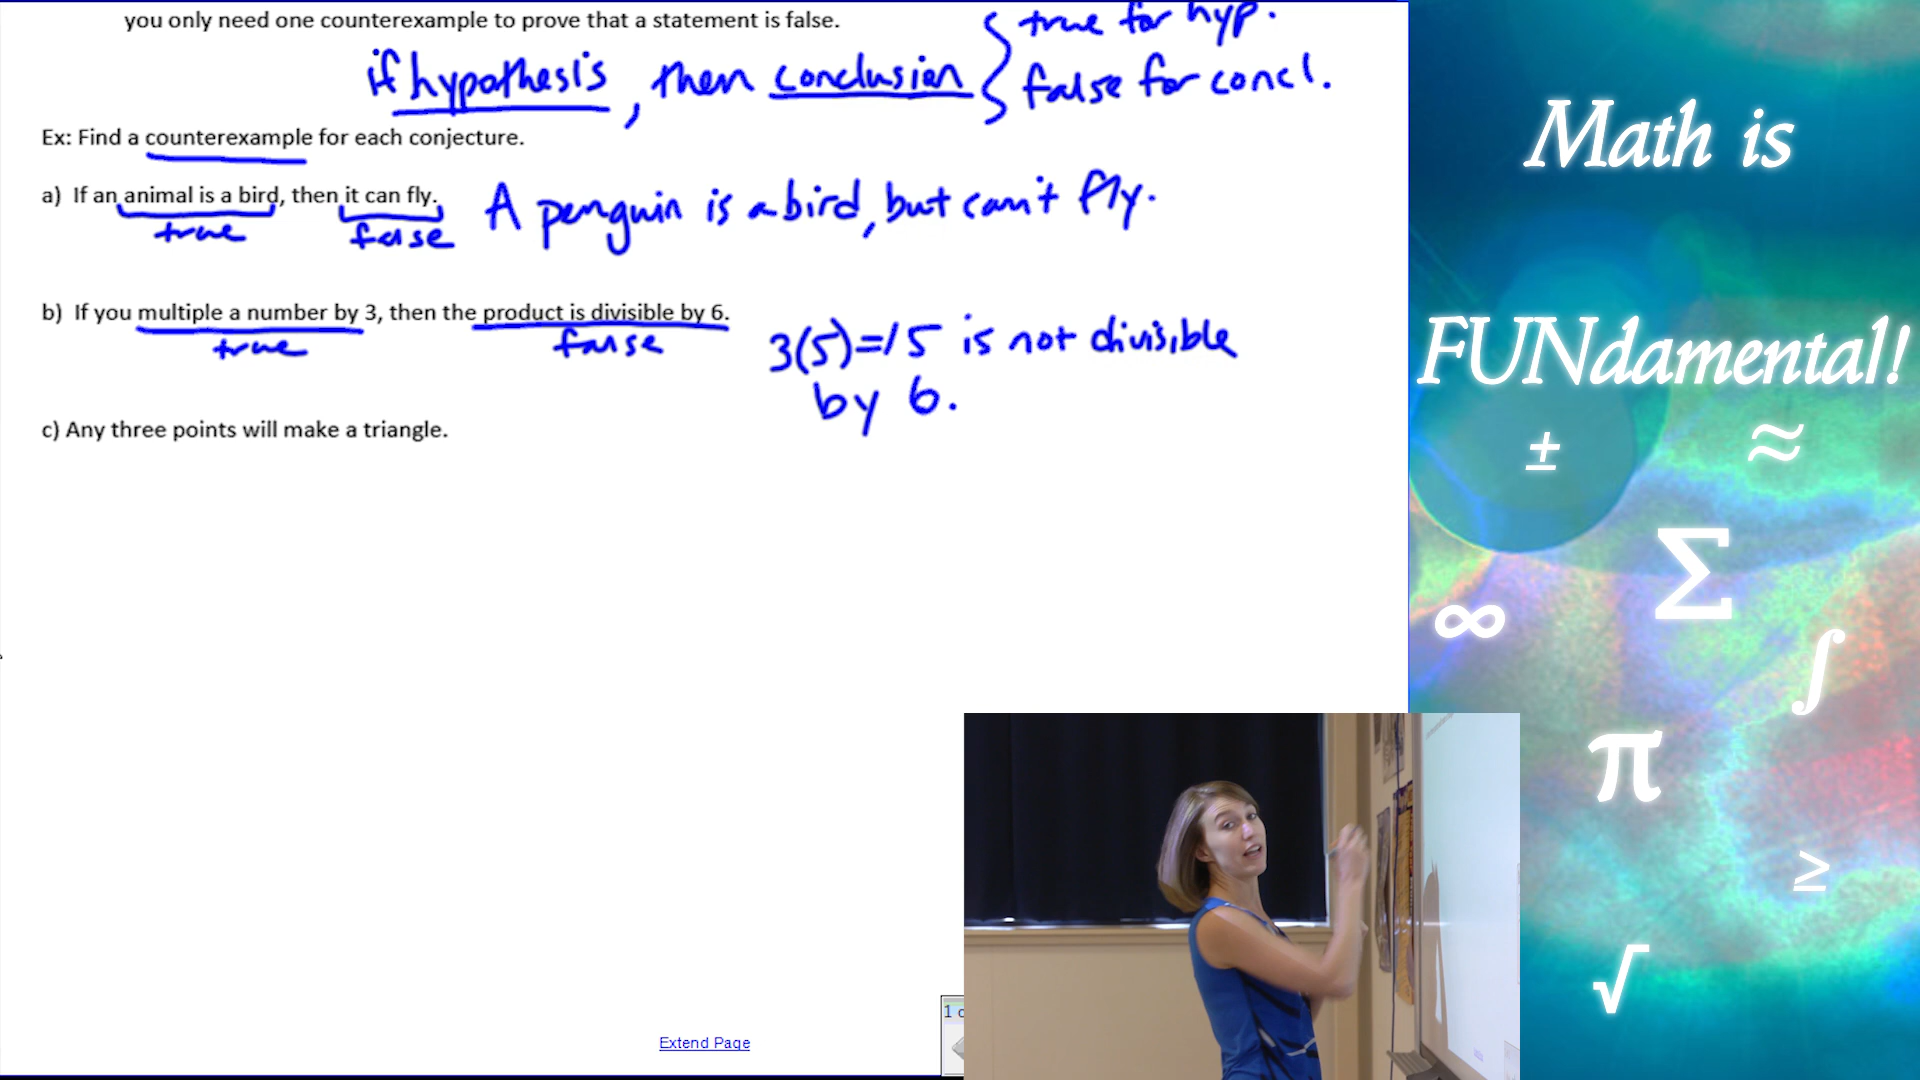 you only need one counterexample to prove that a statement is false.
true for hyp.
if hypothesis, then conclusion
false for concl.
Ex: Find a counterexample for each conjecture.
a) If an animal is a bird, then it can fly.
A penguin is a bird, but can't fly.
true false
b) If you multiple a number by 3, then the product is divisible by 6.
3(5)=15 is not divisible
true false
by 6.
c) Any three points will make a triangle.
Extend Page
Math is
FUNdamental!
± ≈
Σ
∞
∫
π
≥
√